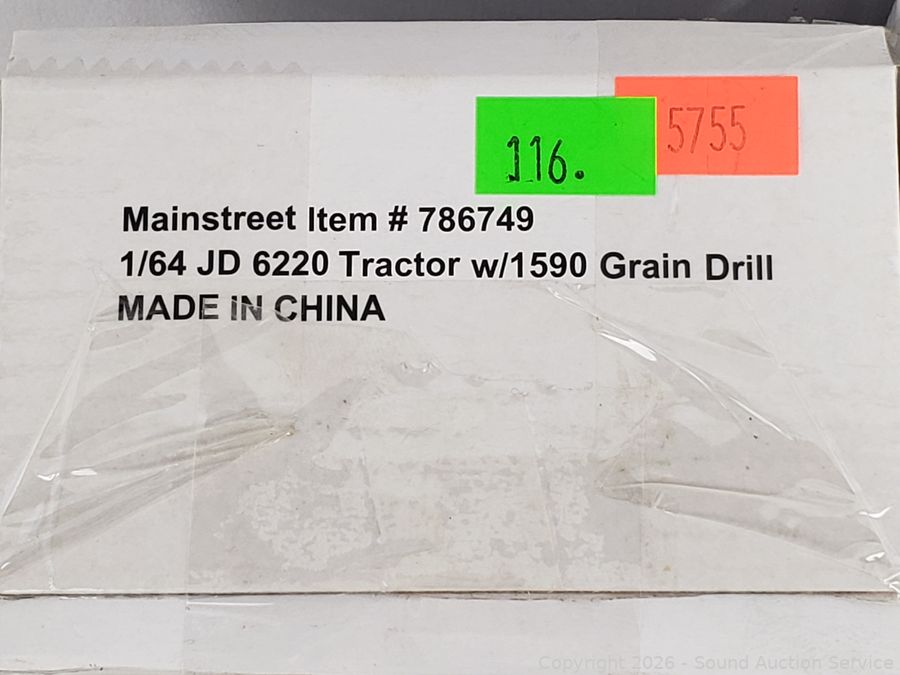 5755
116.
Mainstreet Item # 786749
1/64 JD 6220 Tractor w/1590 Grain Drill
MADE IN CHINA
Copyright 2026 - Sound Auction Service